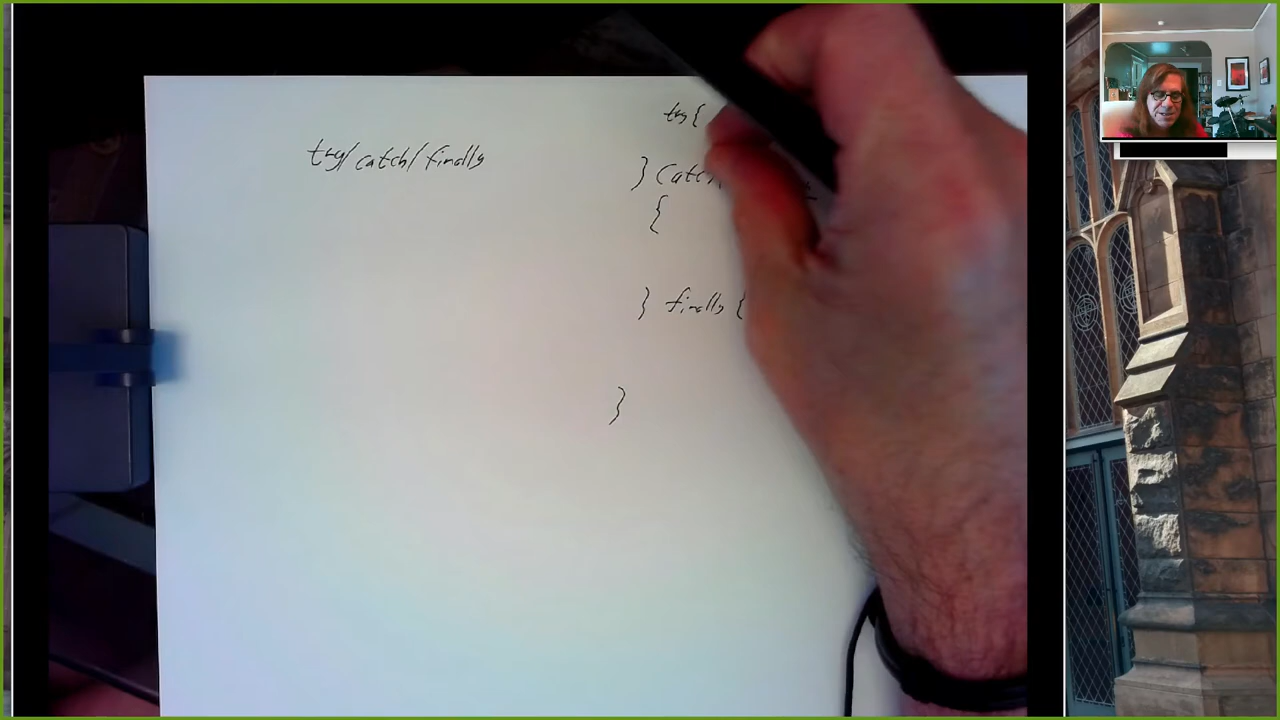 try/catch/finally
try{
} Catch
{
} finally {
}